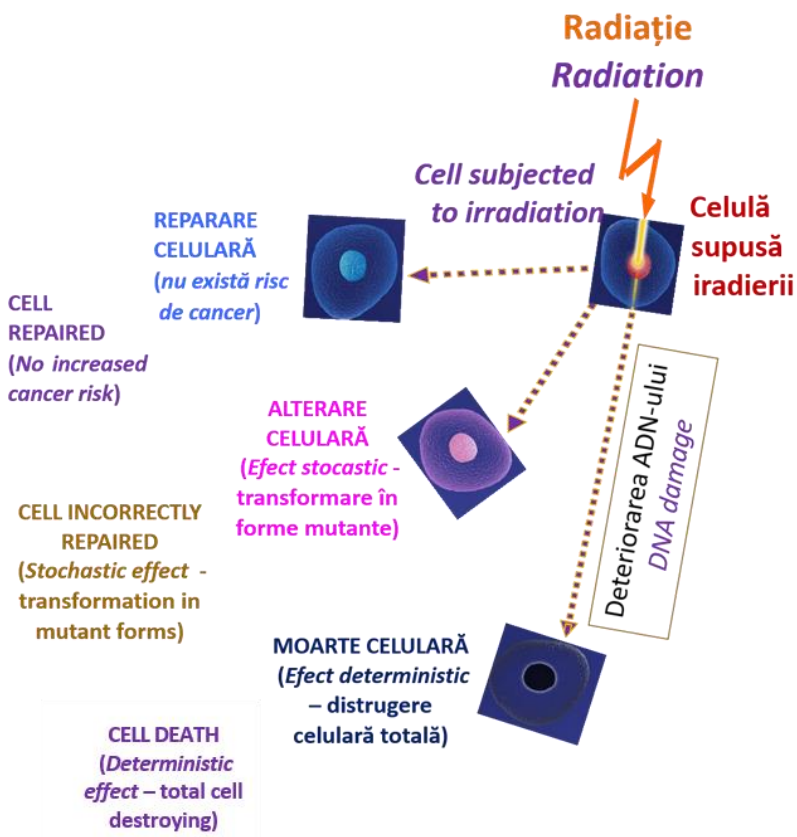 Radiație
Radiation
Cell subjected
to irradiation
Celulă
supusă
iradierii
REPARARE
CELULARĂ
(nu există risc
de cancer)
CELL
REPAIRED
(No increased
cancer risk)
ALTERARE
CELULARĂ
(Efect stocastic -
transformare în
forme mutante)
CELL INCORRECTLY
REPAIRED
(Stochastic effect -
transformation in
mutant forms)
Deteriorarea ADN-ului
DNA damage
MOARTE CELULARĂ
(Efect deterministic
– distrugere
celulară totală)
CELL DEATH
(Deterministic
effect – total cell
destroying)